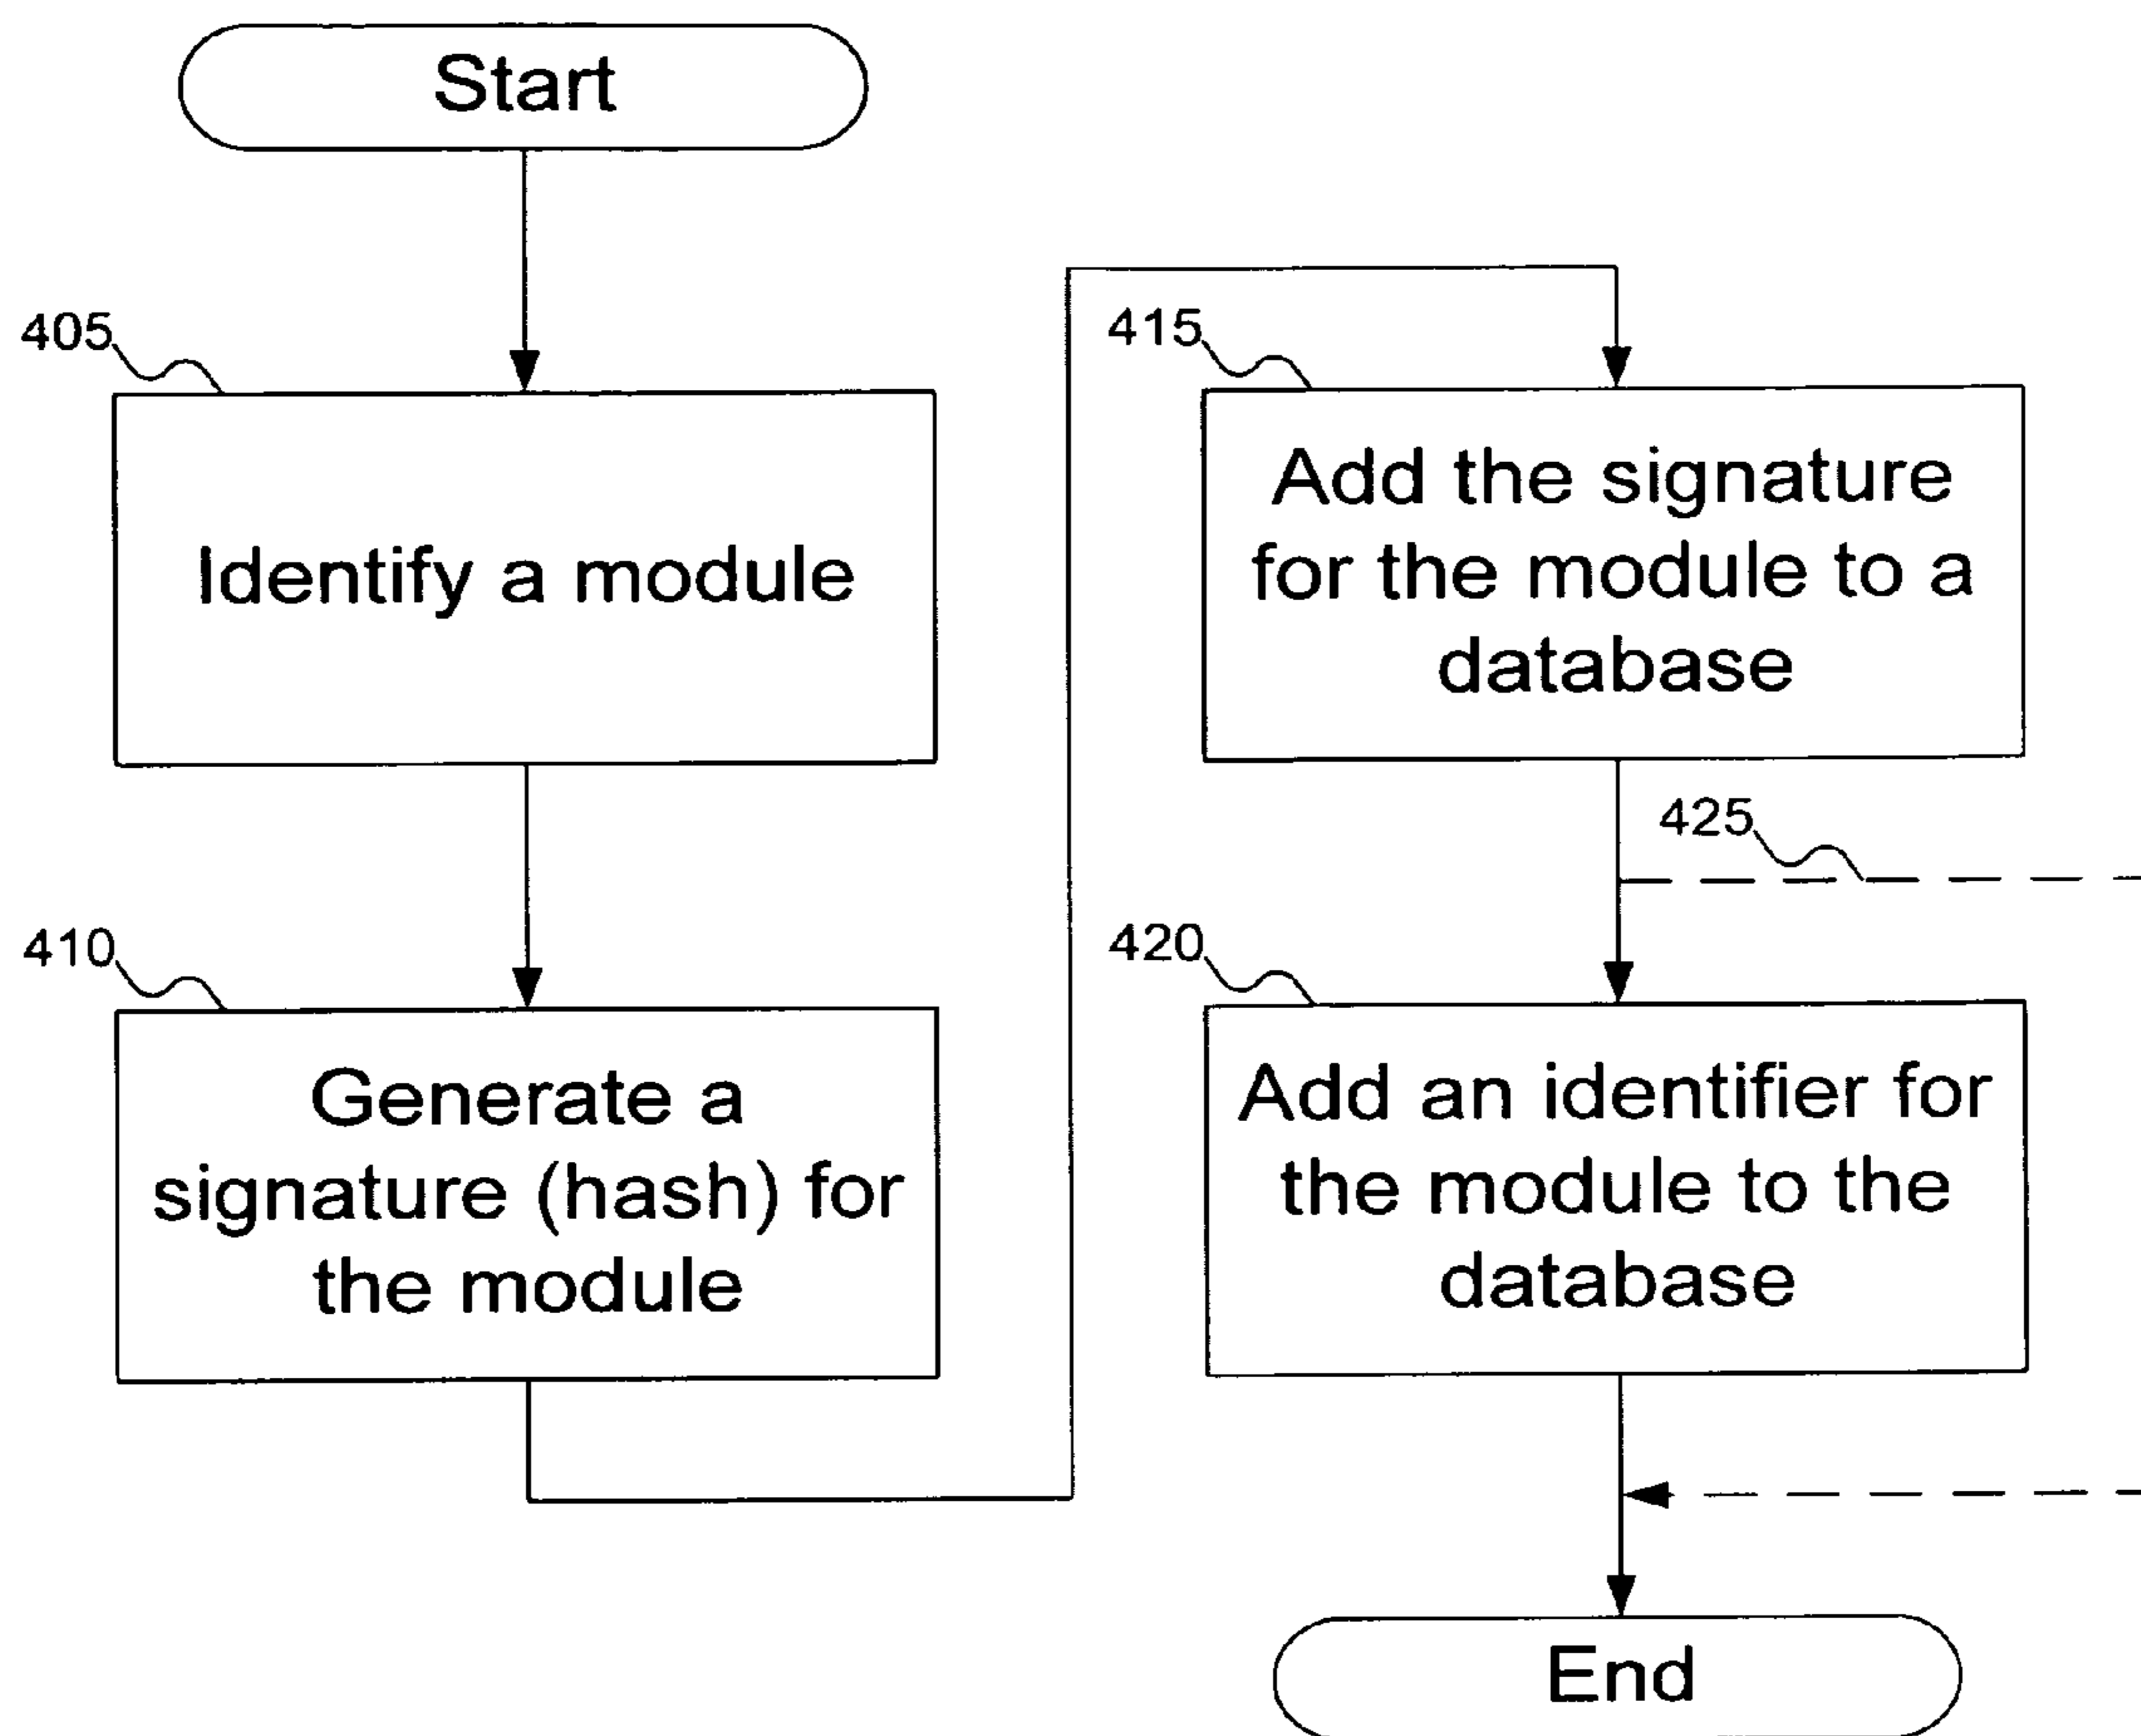 Start
405
Identify a module
410
Generate a
signature (hash) for
the module
415
Add the signature
for the module to a
database
425
420
Add an identifier for
the module to the
database
End